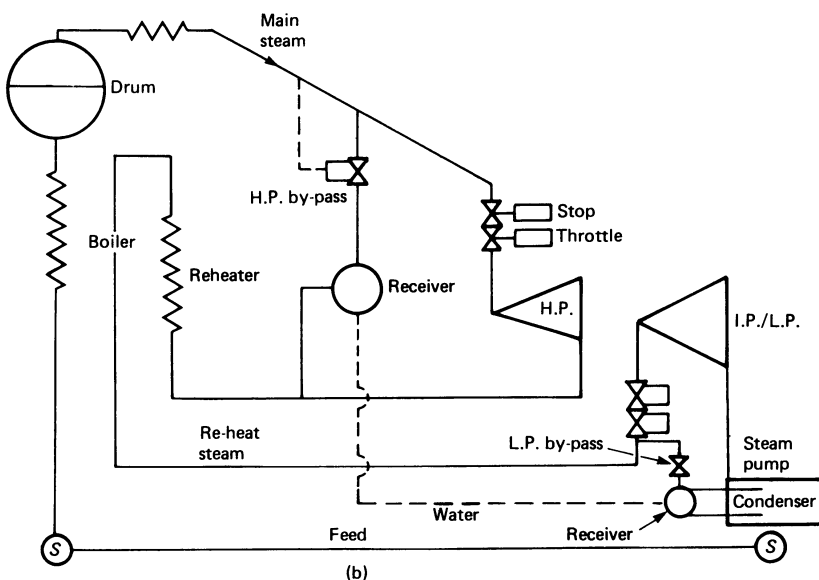 Main
steam
Drum
H.P. by-pass
Stop
Throttle
Boiler
Reheater
Receiver
H.P.
I.P./L.P.
Re-heat
steam
L.P. by-pass
Steam
pump
Condenser
Water
Receiver
Feed
S
S
(b)